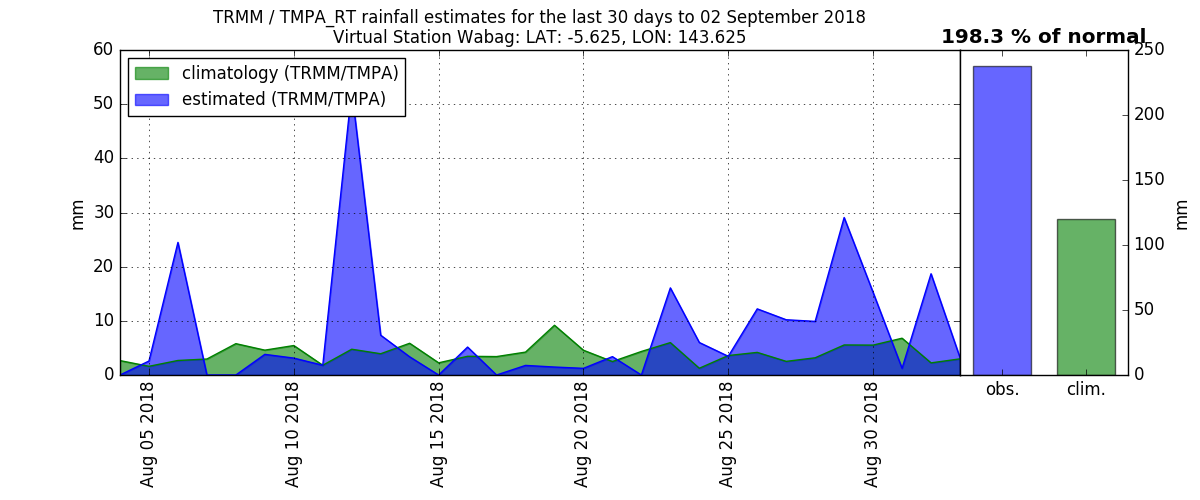 TRMM / TMPA_RT rainfall estimates for the last 30 days to 02 September 2018
Virtual Station Wabag: LAT: -5.625, LON: 143.625
198.3 % of normal
climatology (TRMM/TMPA)
estimated (TRMM/TMPA)
60
50
40
30
20
10
0
mm
Aug 05 2018
Aug 10 2018
Aug 15 2018
Aug 20 2018
Aug 25 2018
Aug 30 2018
obs.
clim.
250
200
150
100
50
0
mm